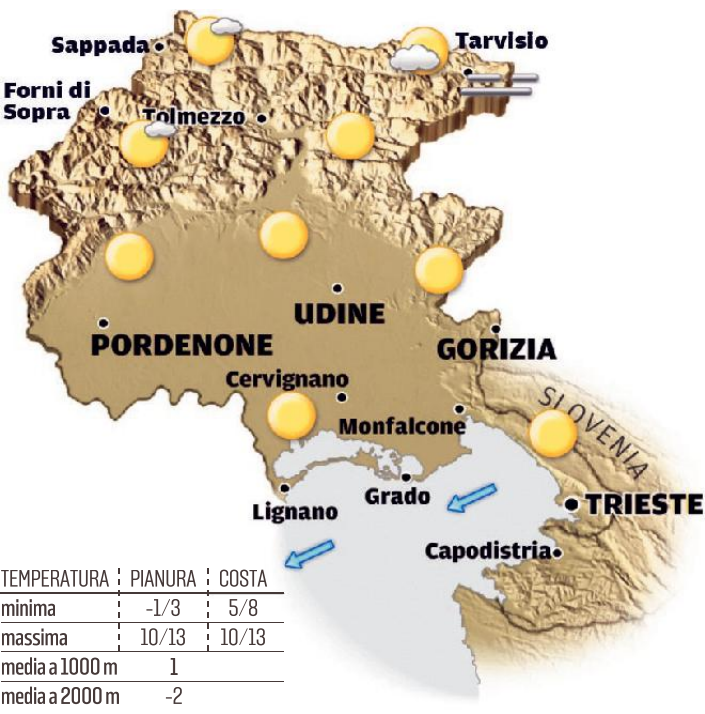 Sappada
Tarvisio
Forni di
Sopra
Tolmezzo
UDINE
PORDENONE
GORIZIA
Cervignano
SLOVENIA
Monfalcone
Grado
Lignano
TRIESTE
Capodistria
TEMPERATURA PIANURA COSTA
minima -1/3 5/8
massima 10/13 10/13
media a 1000 m 1
media a 2000 m -2